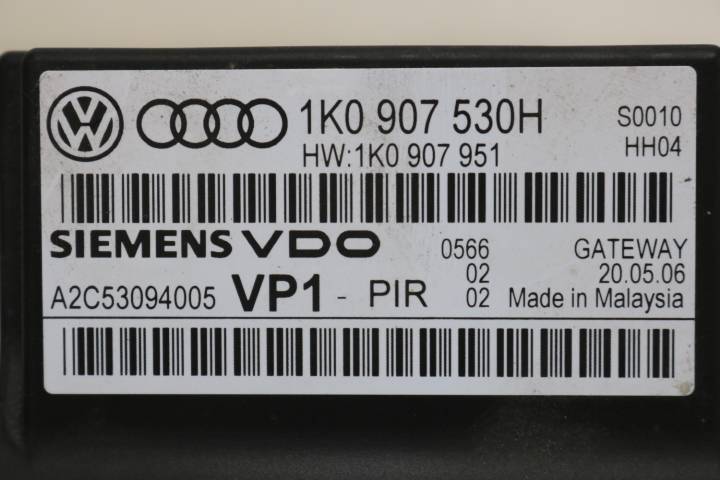 1K0 907 530H S0010
HW:1K0 907 951 HH04
SIEMENS VDO 0566 GATEWAY
02 20.05.06
A2C53094005 VP1 - PIR 02 Made in Malaysia